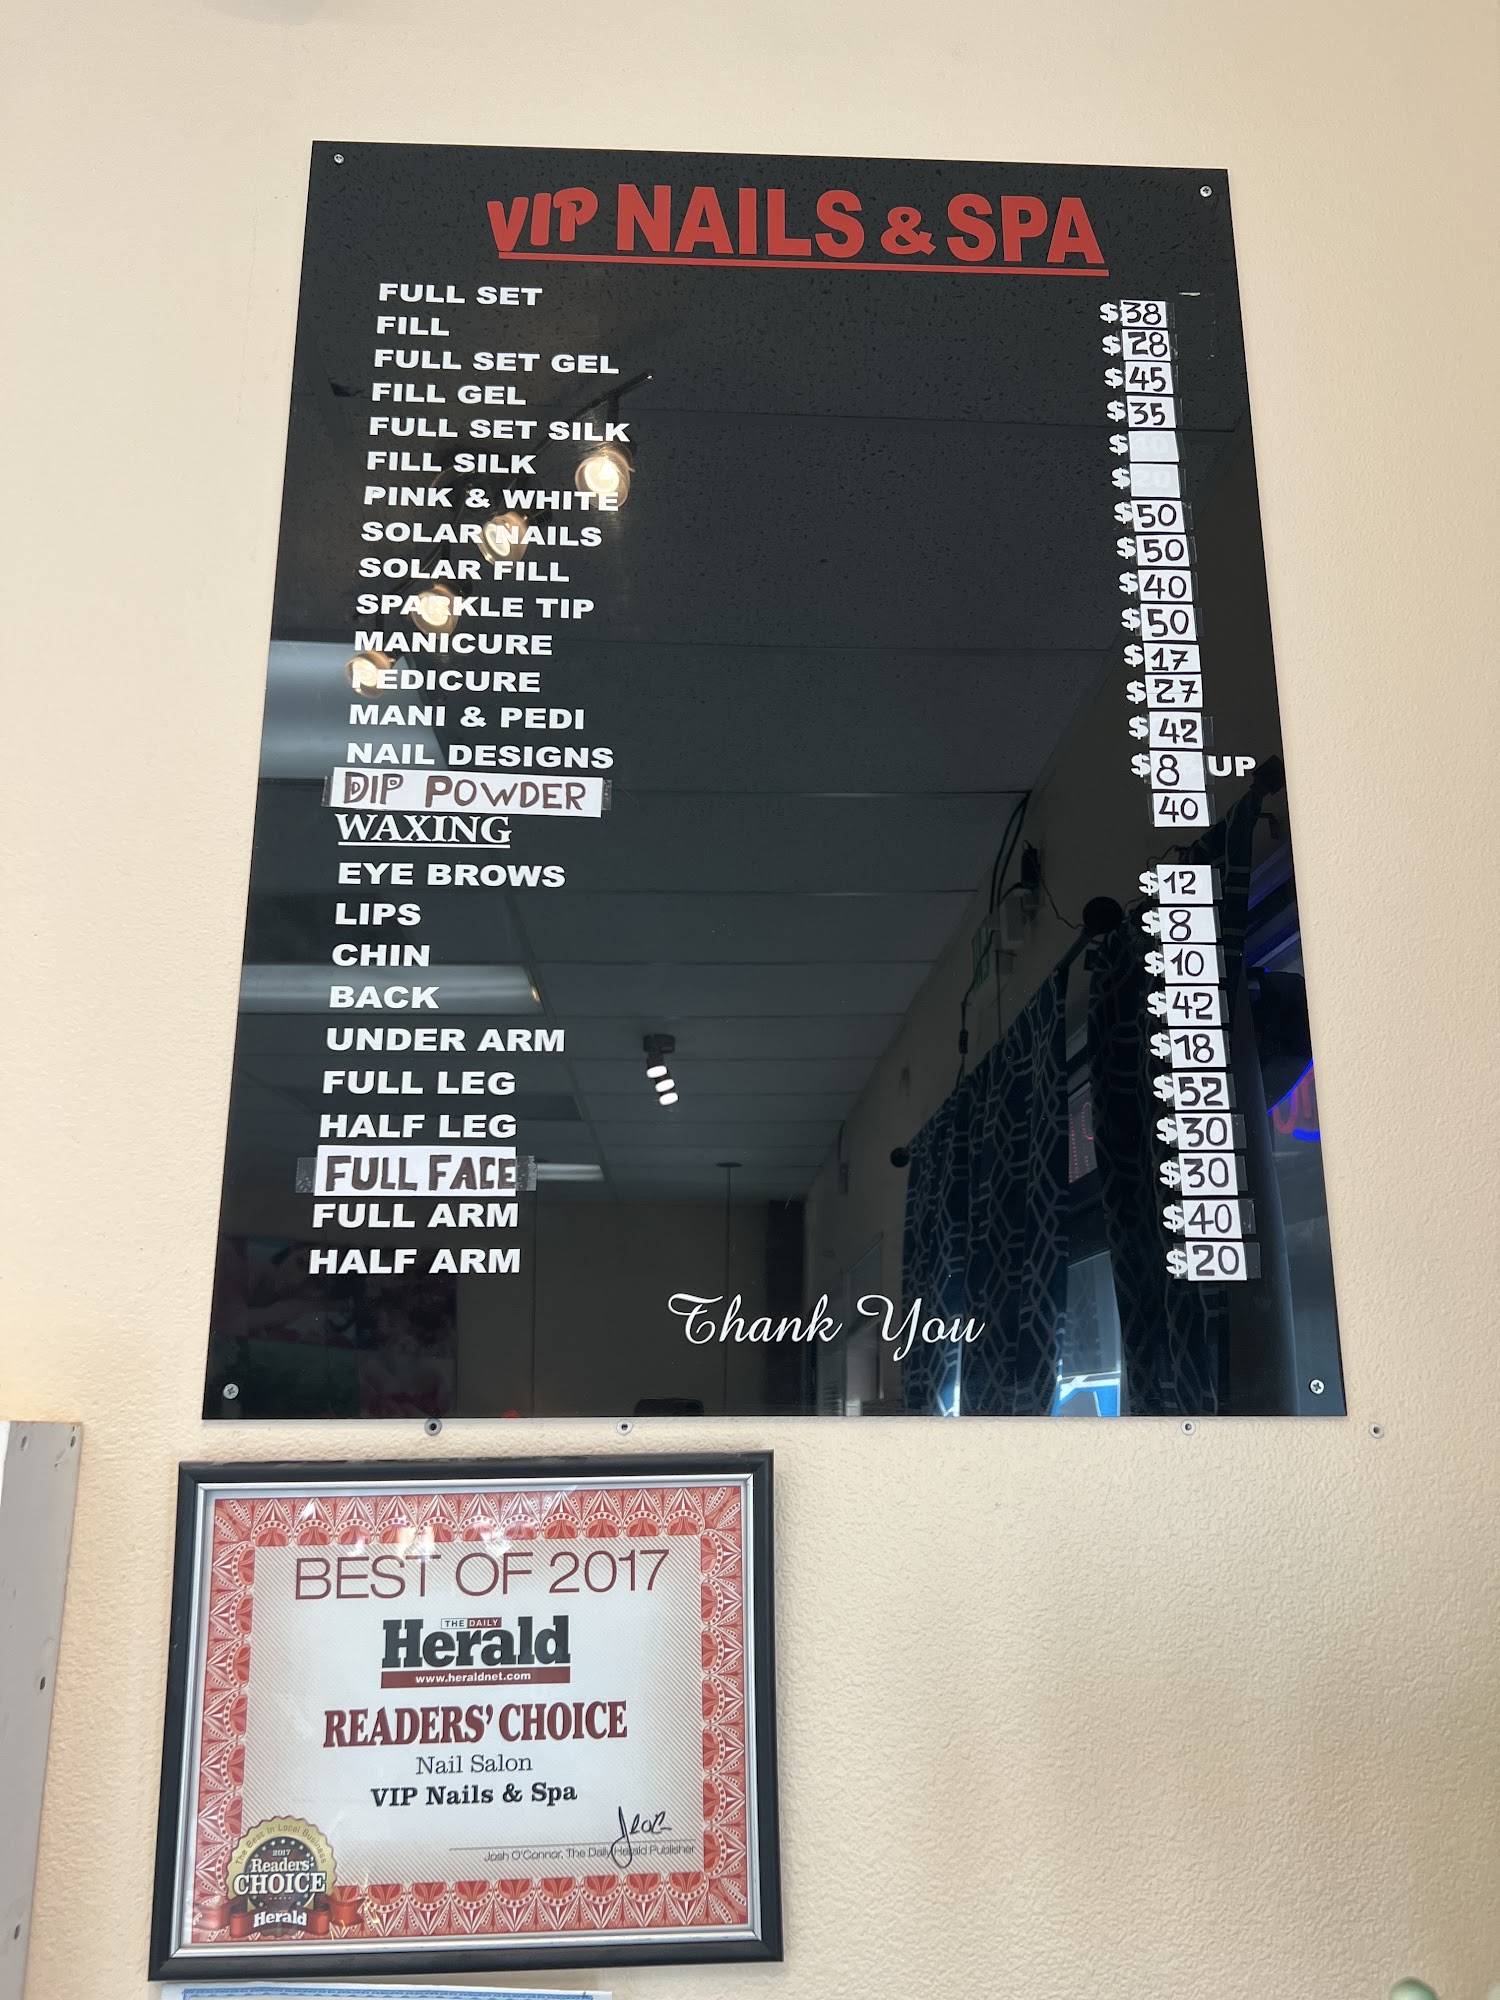 VIP NAILS & SPA
FULL SET $38
FILL $28
FULL SET GEL $45
FILL GEL $35
FULL SET SILK $
FILL SILK $
PINK & WHITE $50
SOLAR NAILS $50
SOLAR FILL $40
SPARKLE TIP $50
MANICURE $17
PEDICURE $27
MANI & PEDI $42
NAIL DESIGNS $8 UP
DIP POWDER 40
WAXING
EYE BROWS $12
LIPS $8
CHIN $10
BACK $42
UNDER ARM $18
FULL LEG $52
HALF LEG $30
FULL FACE $30
FULL ARM $40
HALF ARM $20
Thank You
BEST OF 2017
THE DAILY
Herald
www.heraldnet.com
READERS' CHOICE
Nail Salon
VIP Nails & Spa
Josh O'Connor, The Daily Herald Publisher
The Best in Local Business
2017
Readers'
CHOICE
Herald